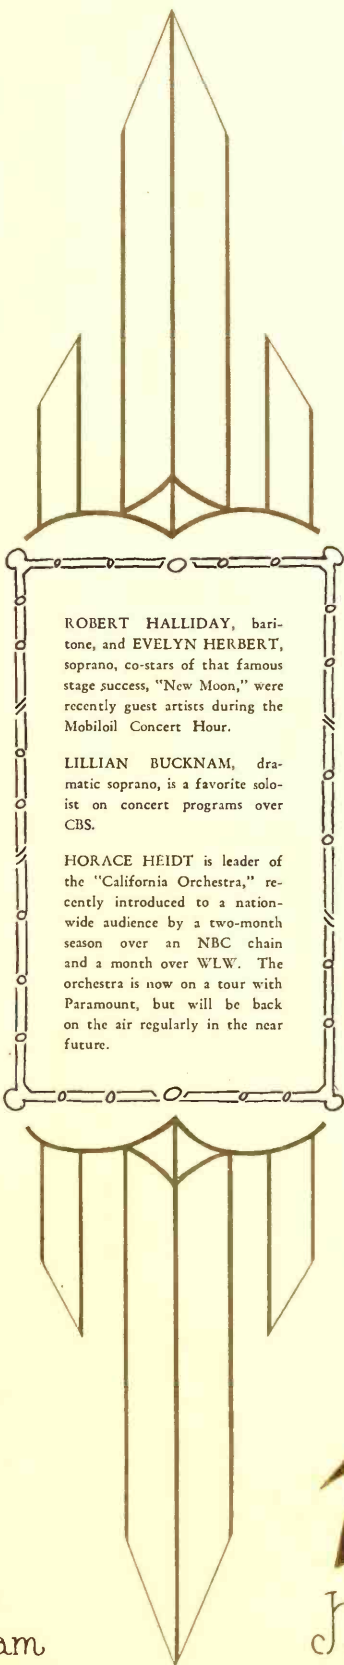 ROBERT HALLIDAY, bari-
tone, and EVELYN HERBERT,
soprano, co-stars of that famous
stage success, "New Moon," were
recently guest artists during the
Mobiloil Concert Hour.
LILLIAN BUCKNAM, dra-
matic soprano, is a favorite solo-
ist on concert programs over
CBS.
HORACE HEIDT is leader of
the "California Orchestra," re-
cently introduced to a nation-
wide audience by a two-month
season over an NBC chain
and a month over WLW. The
orchestra is now on a tour with
Paramount, but will be back
on the air regularly in the near
future.
am